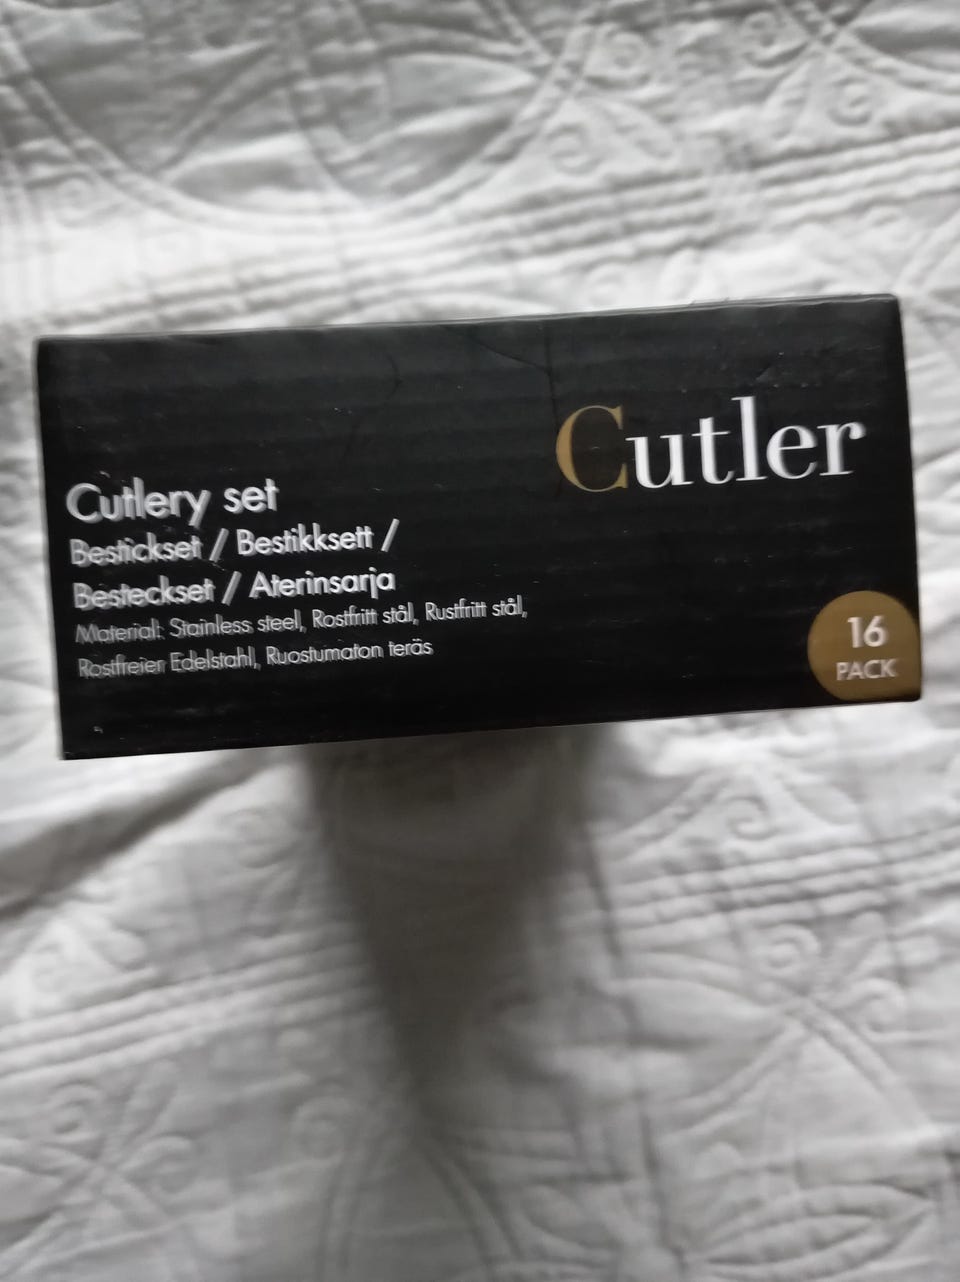 Cutler
Cutlery set
Bestickset / Bestikksett /
Besteckset / Aterinsarja
Material: Stainless steel, Rostfritt stål, Rustfritt stål,
Rostfreier Edelstahl, Ruostumaton teräs
16
PACK